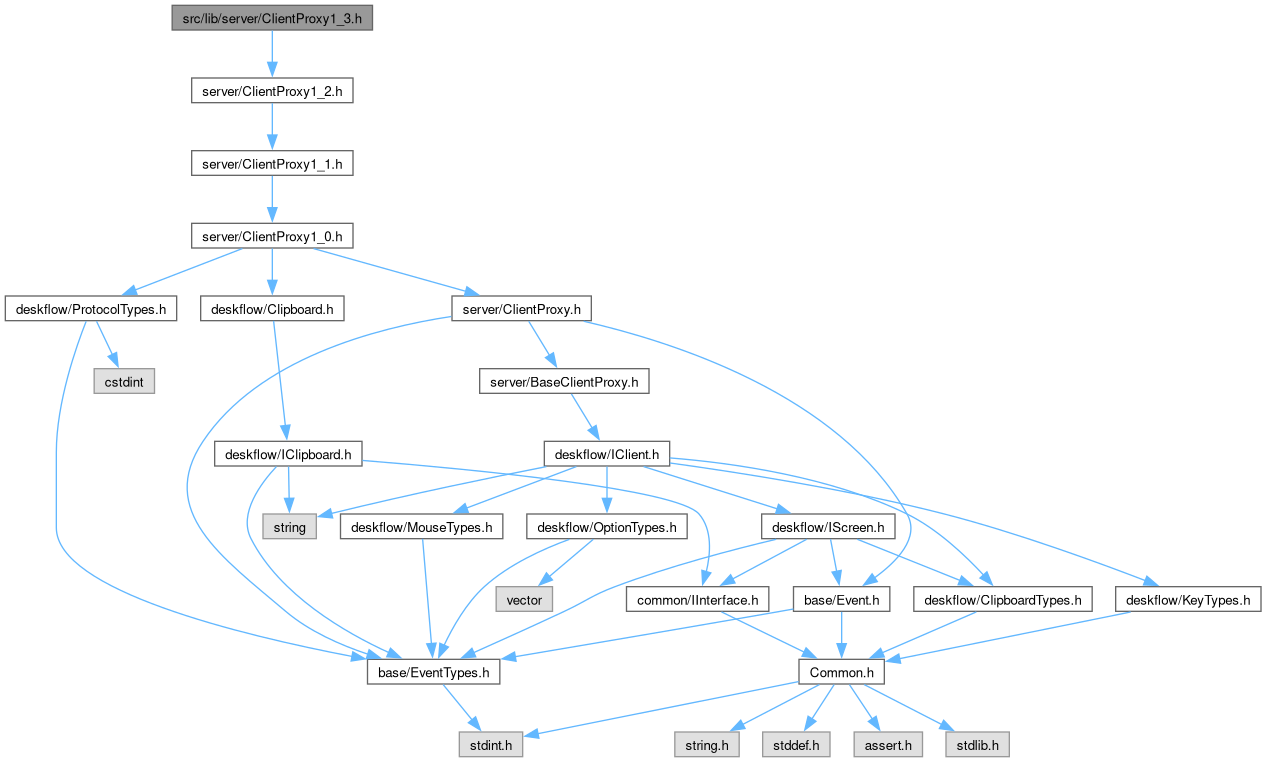 src/lib/server/ClientProxy1_3.h
server/ClientProxy1_2.h
server/ClientProxy1_1.h
server/ClientProxy1_0.h
deskflow/ProtocolTypes.h
deskflow/Clipboard.h
server/ClientProxy.h
cstdint
server/BaseClientProxy.h
deskflow/IClipboard.h
deskflow/IClient.h
string
deskflow/MouseTypes.h
deskflow/OptionTypes.h
deskflow/IScreen.h
vector
common/IInterface.h
base/Event.h
deskflow/ClipboardTypes.h
deskflow/KeyTypes.h
base/EventTypes.h
Common.h
stdint.h
string.h
stddef.h
assert.h
stdlib.h